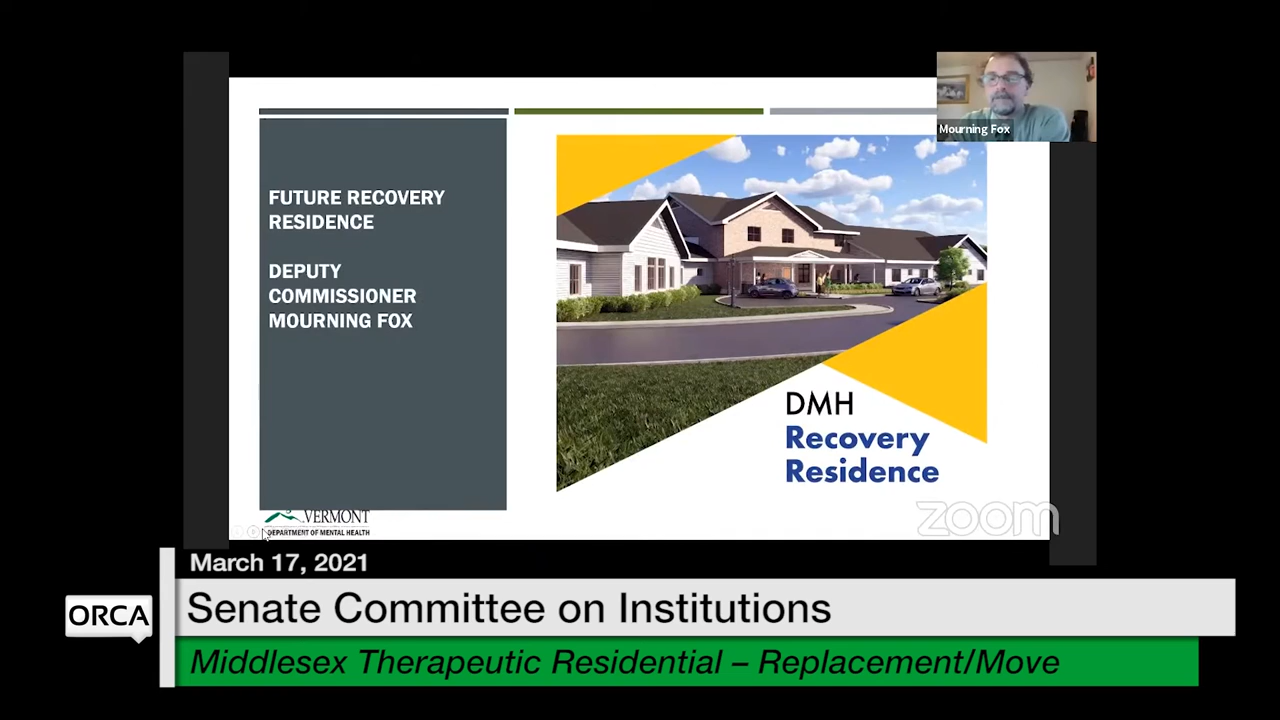 Mourning Fox
FUTURE RECOVERY
RESIDENCE
DEPUTY
COMMISSIONER
MOURNING FOX
DMH
Recovery
Residence
VERMONT
DEPARTMENT OF MENTAL HEALTH
zoom
March 17, 2021
ORCA
Senate Committee on Institutions
Middlesex Therapeutic Residential – Replacement/Move